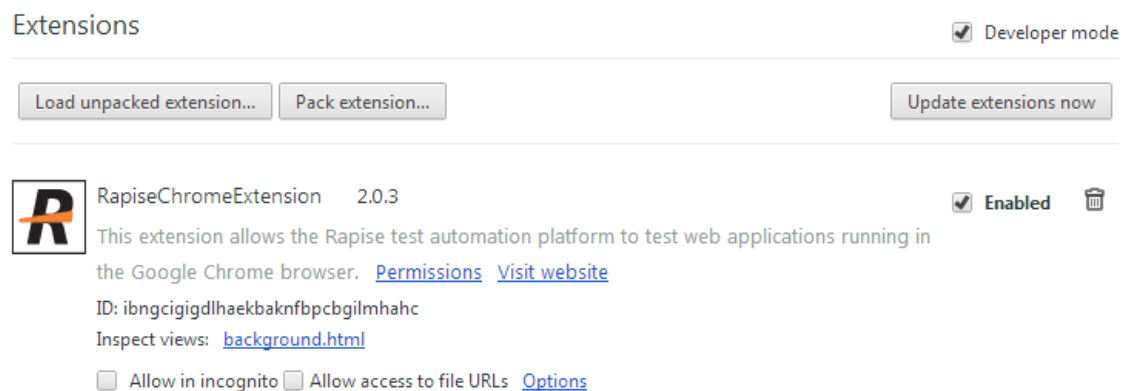 Extensions
Developer mode
Load unpacked extension... Pack extension... Update extensions now
R
RapiseChromeExtension 2.0.3
Enabled
This extension allows the Rapise test automation platform to test web applications running in
the Google Chrome browser. Permissions Visit website
ID: ibngcigigdlhaekbaknfbpcbgilmhahc
Inspect views: background.html
Allow in incognito Allow access to file URLs Options